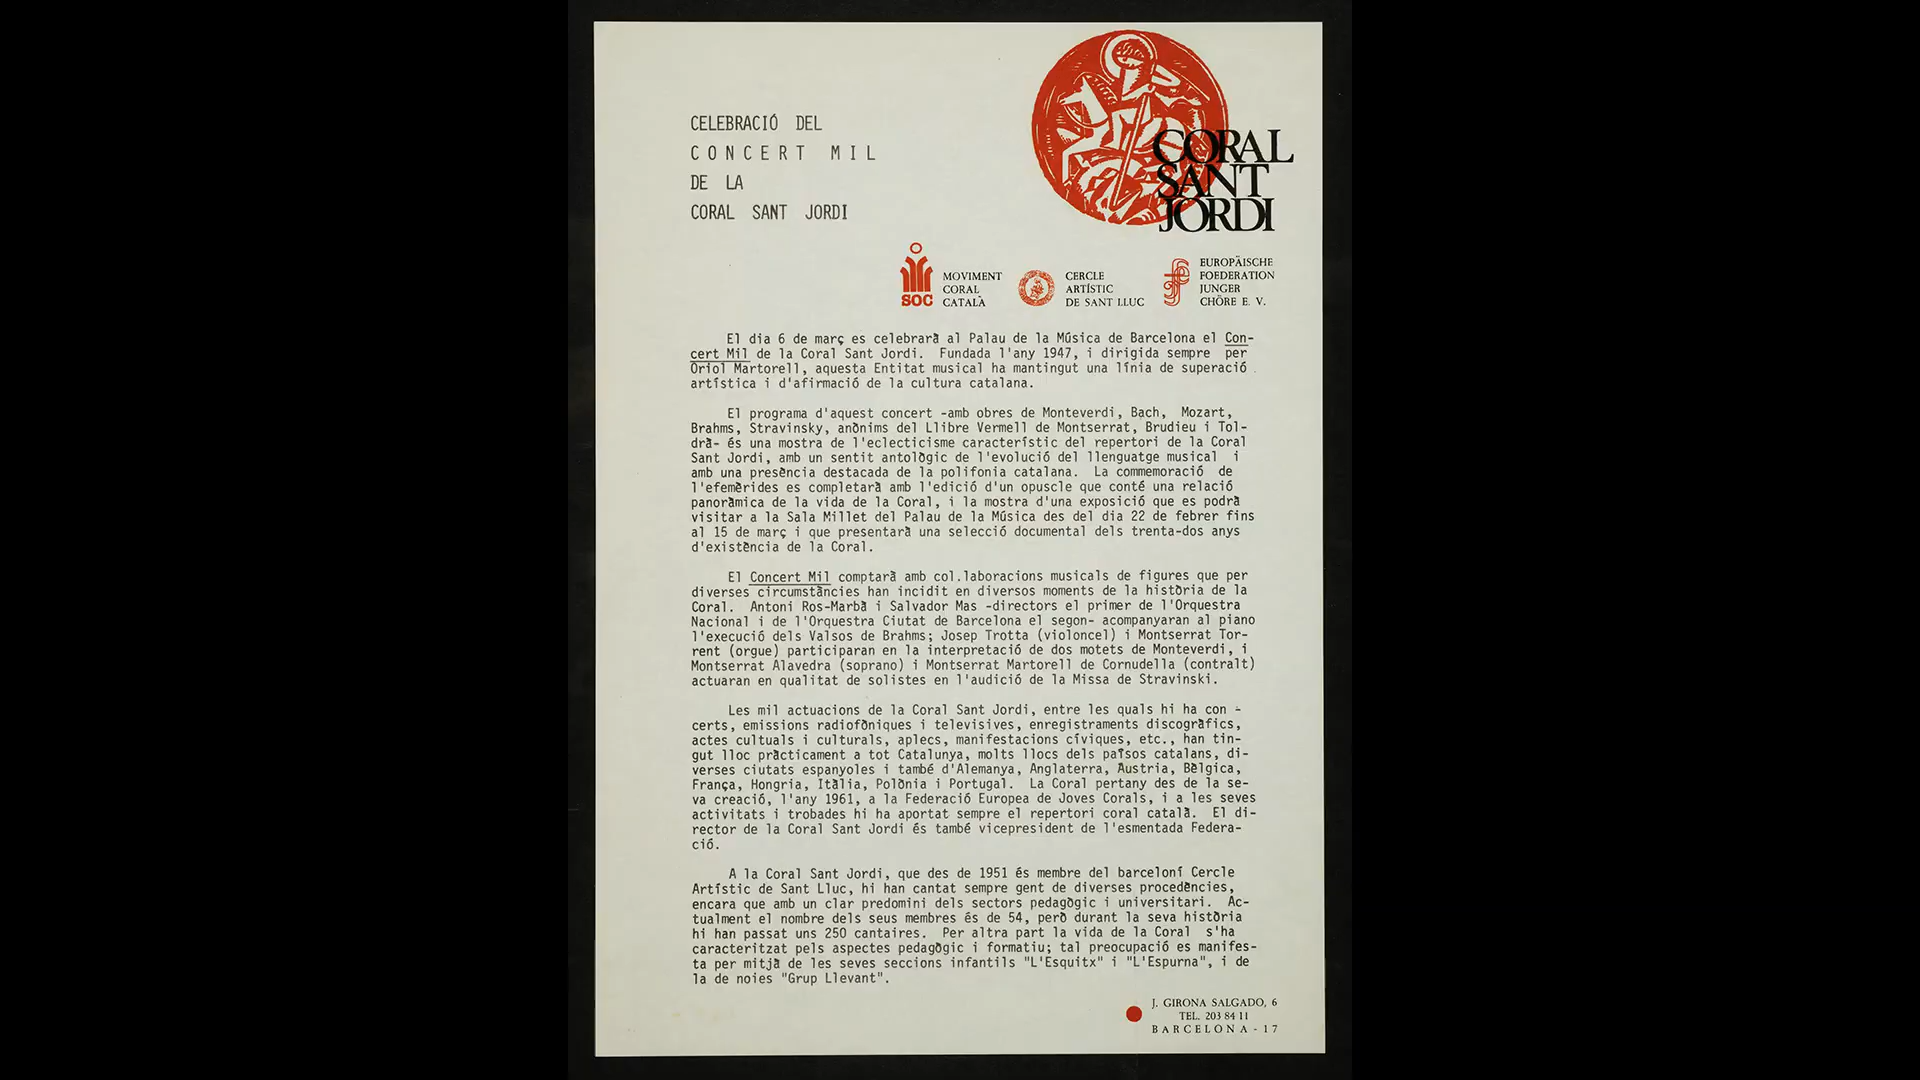 CELEBRACIÓ DEL
CONCERT MIL
DE LA
CORAL SANT JORDI
CORAL
SANT
JORDI
SOC
MOVIMENT
CORAL
CATALÀ
CERCLE
ARTÍSTIC
DE SANT LLUC
EUROPÄISCHE
FOEDERATION
JUNGER
CHÖRE E. V.
El dia 6 de març es celebrarà al Palau de la Música de Barcelona el Con-
cert Mil de la Coral Sant Jordi. Fundada l'any 1947, i dirigida sempre per
Oriol Martorell, aquesta Entitat musical ha mantingut una línia de superació
artística i d'afirmació de la cultura catalana.
El programa d'aquest concert -amb obres de Monteverdi, Bach, Mozart,
Brahms, Stravinsky, anònims del Llibre Vermell de Montserrat, Brudieu i Tol-
drà- és una mostra de l'eclecticisme característic del repertori de la Coral
Sant Jordi, amb un sentit antològic de l'evolució del llenguatge musical i
amb una presència destacada de la polifonia catalana. La commemoració de
l'efemèrides es completarà amb l'edició d'un opuscle que conté una relació
panoràmica de la vida de la Coral, i la mostra d'una exposició que es podrà
visitar a la Sala Millet del Palau de la Música des del dia 22 de febrer fins
al 15 de març i que presentarà una selecció documental dels trenta-dos anys
d'existència de la Coral.
El Concert Mil comptarà amb col.laboracions musicals de figures que per
diverses circumstàncies han incidit en diversos moments de la història de la
Coral. Antoni Ros-Marbà i Salvador Mas -directors el primer de l'Orquestra
Nacional i de l'Orquestra Ciutat de Barcelona el segon- acompanyaran al piano
l'execució dels Valsos de Brahms; Josep Trotta (violoncel) i Montserrat Tor-
rent (orgue) participaran en la interpretació de dos motets de Monteverdi, i
Montserrat Alavedra (soprano) i Montserrat Martorell de Cornudella (contralt)
actuaran en qualitat de solistes en l'audició de la Missa de Stravinski.
Les mil actuacions de la Coral Sant Jordi, entre les quals hi ha con -
certs, emissions radiofòniques i televisives, enregistraments discogràfics,
actes cultuals i culturals, aplecs, manifestacions cíviques, etc., han tin-
gut lloc pràcticament a tot Catalunya, molts llocs dels països catalans, di-
verses ciutats espanyoles i també d'Alemanya, Anglaterra, Austria, Bèlgica,
França, Hongria, Itàlia, Polònia i Portugal. La Coral pertany des de la se-
va creació, l'any 1961, a la Federació Europea de Joves Corals, i a les seves
activitats i trobades hi ha aportat sempre el repertori coral català. El di-
rector de la Coral Sant Jordi és també vicepresident de l'esmentada Federa-
ció.
A la Coral Sant Jordi, que des de 1951 és membre del barceloní Cercle
Artístic de Sant Lluc, hi han cantat sempre gent de diverses procedències,
encara que amb un clar predomini dels sectors pedagògic i universitari. Ac-
tualment el nombre dels seus membres és de 54, però durant la seva història
hi han passat uns 250 cantaires. Per altra part la vida de la Coral s'ha
caracteritzat pels aspectes pedagògic i formatiu; tal preocupació es manifes-
ta per mitjà de les seves seccions infantils "L'Esquitx" i "L'Espurna", i de
la de noies "Grup Llevant".
J. GIRONA SALGADO, 6
TEL. 203 84 11
BARCELONA - 17